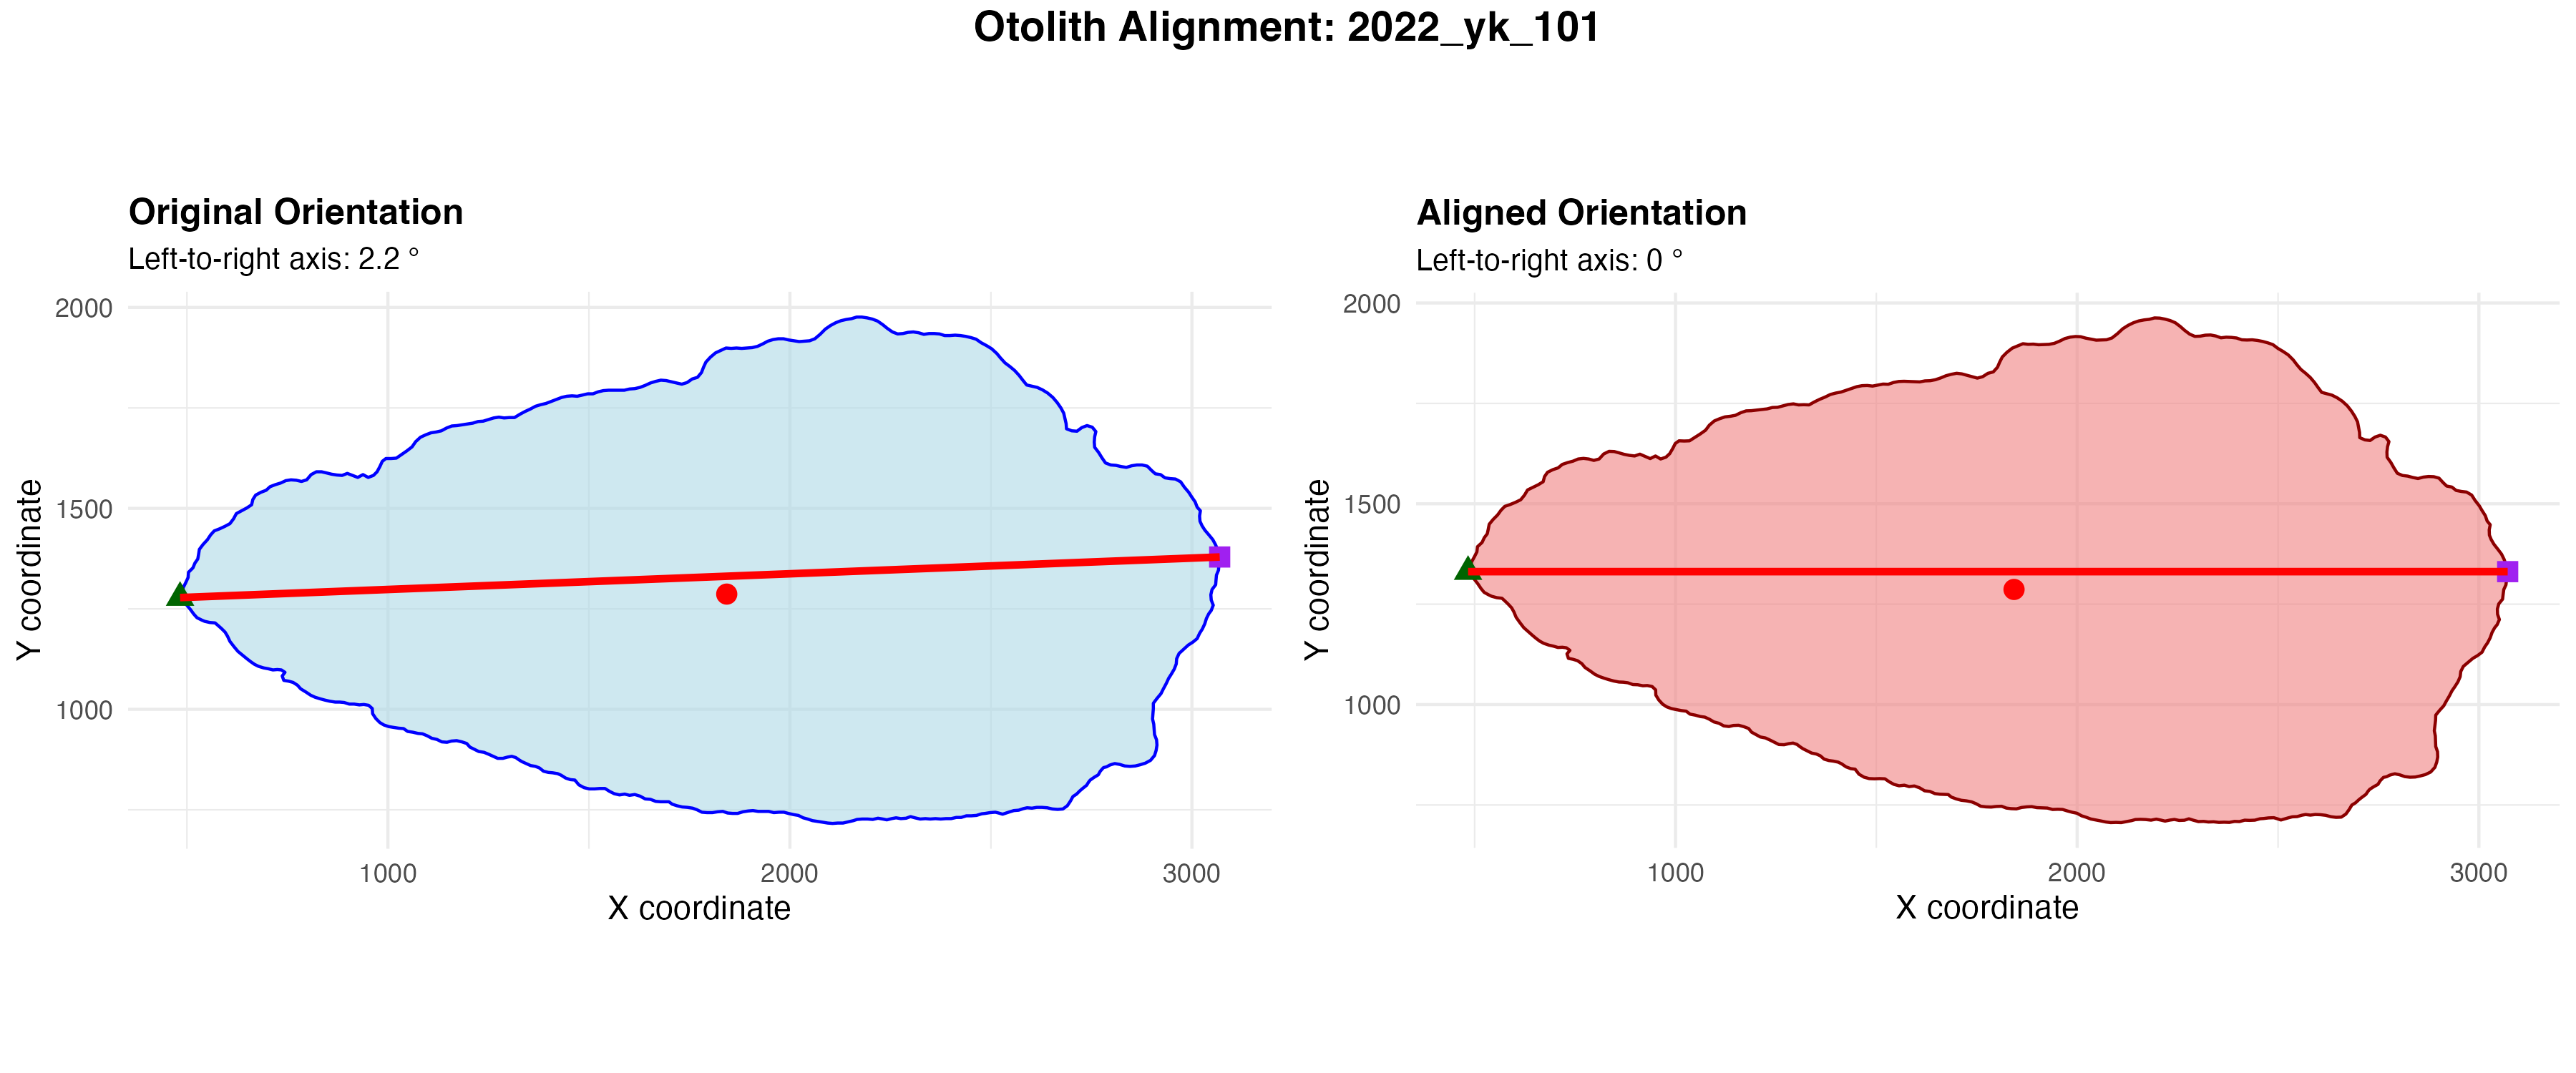 Otolith Alignment: 2022_yk_101
Original Orientation
Left-to-right axis: 2.2 °
2000
1500
1000
Y coordinate
1000 2000 3000
X coordinate
Aligned Orientation
Left-to-right axis: 0 °
2000
1500
1000
Y coordinate
1000 2000 3000
X coordinate